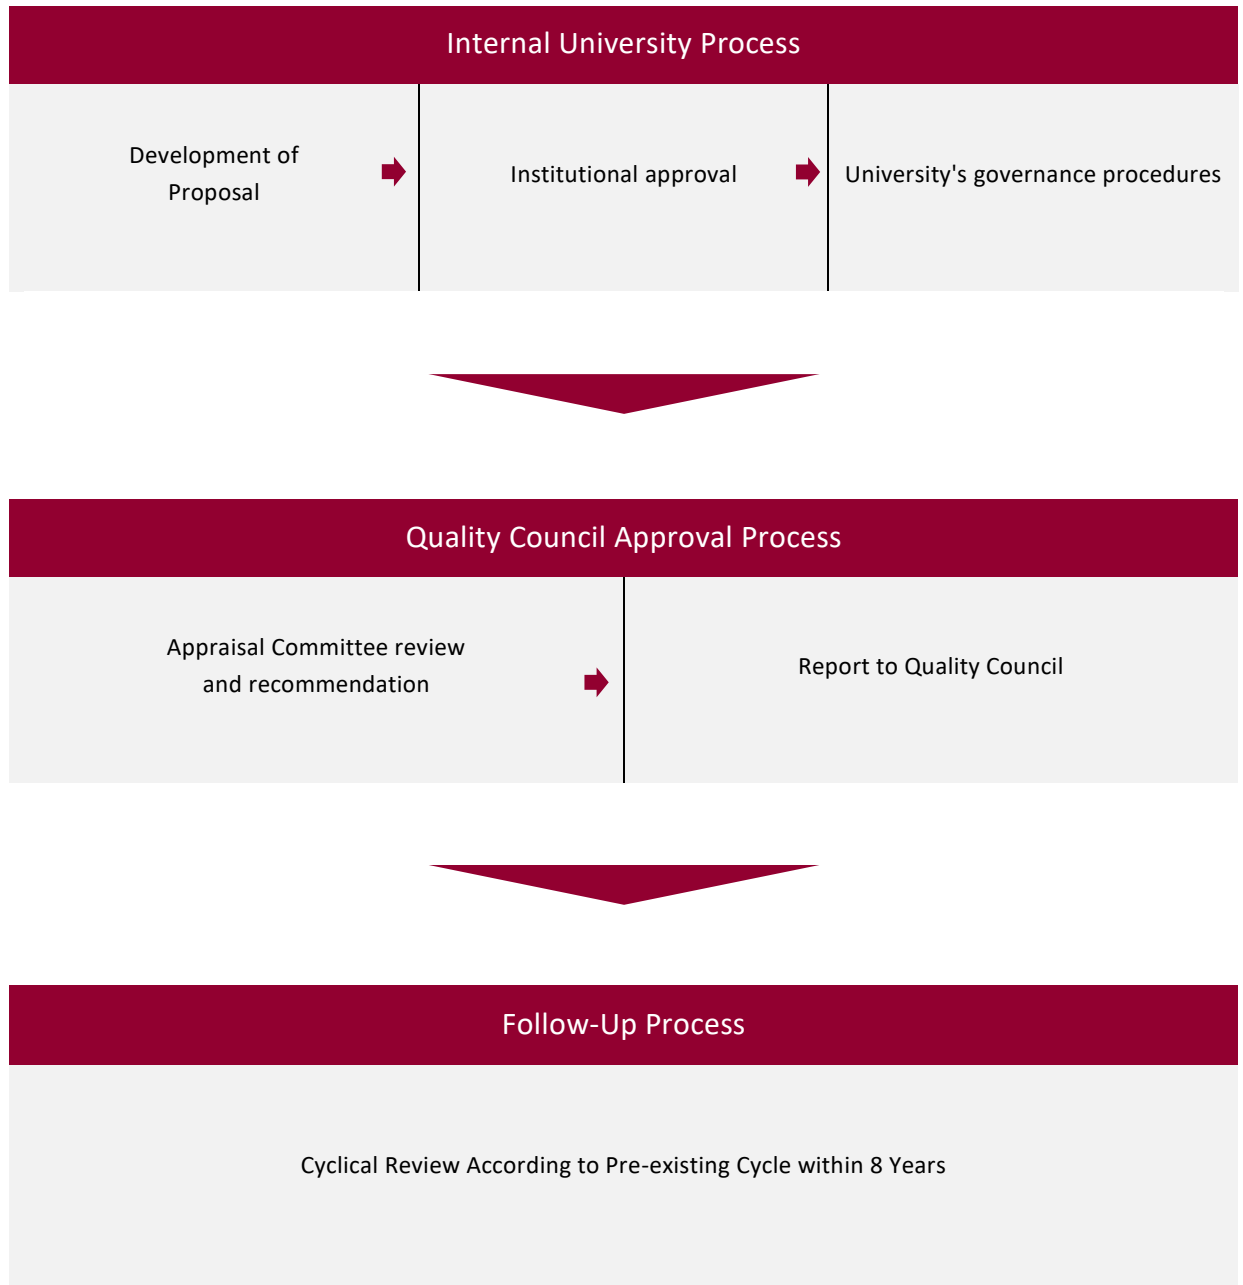 Internal University Process
Development of
Proposal
Institutional approval
University's governance procedures
Quality Council Approval Process
Appraisal Committee review
and recommendation
Report to Quality Council
Follow-Up Process
Cyclical Review According to Pre-existing Cycle within 8 Years